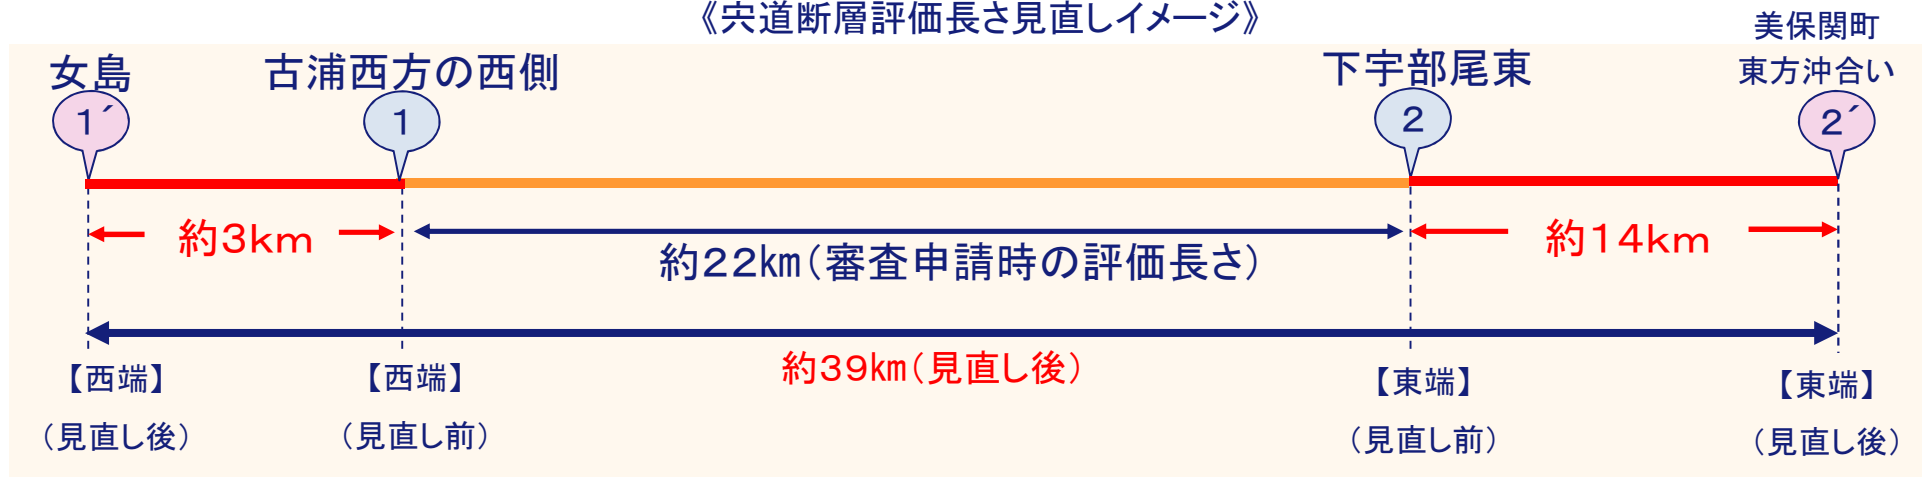 《宍道断層評価長さ見直しイメージ》
女島
古浦西方の西側
下宇部尾東
美保関町
東方沖合い
1´
1
2
2´
約3km
約22㎞(審査申請時の評価長さ)
約14km
約39㎞(見直し後)
【西端】
(見直し後)
【西端】
(見直し前)
【東端】
(見直し前)
【東端】
(見直し後)